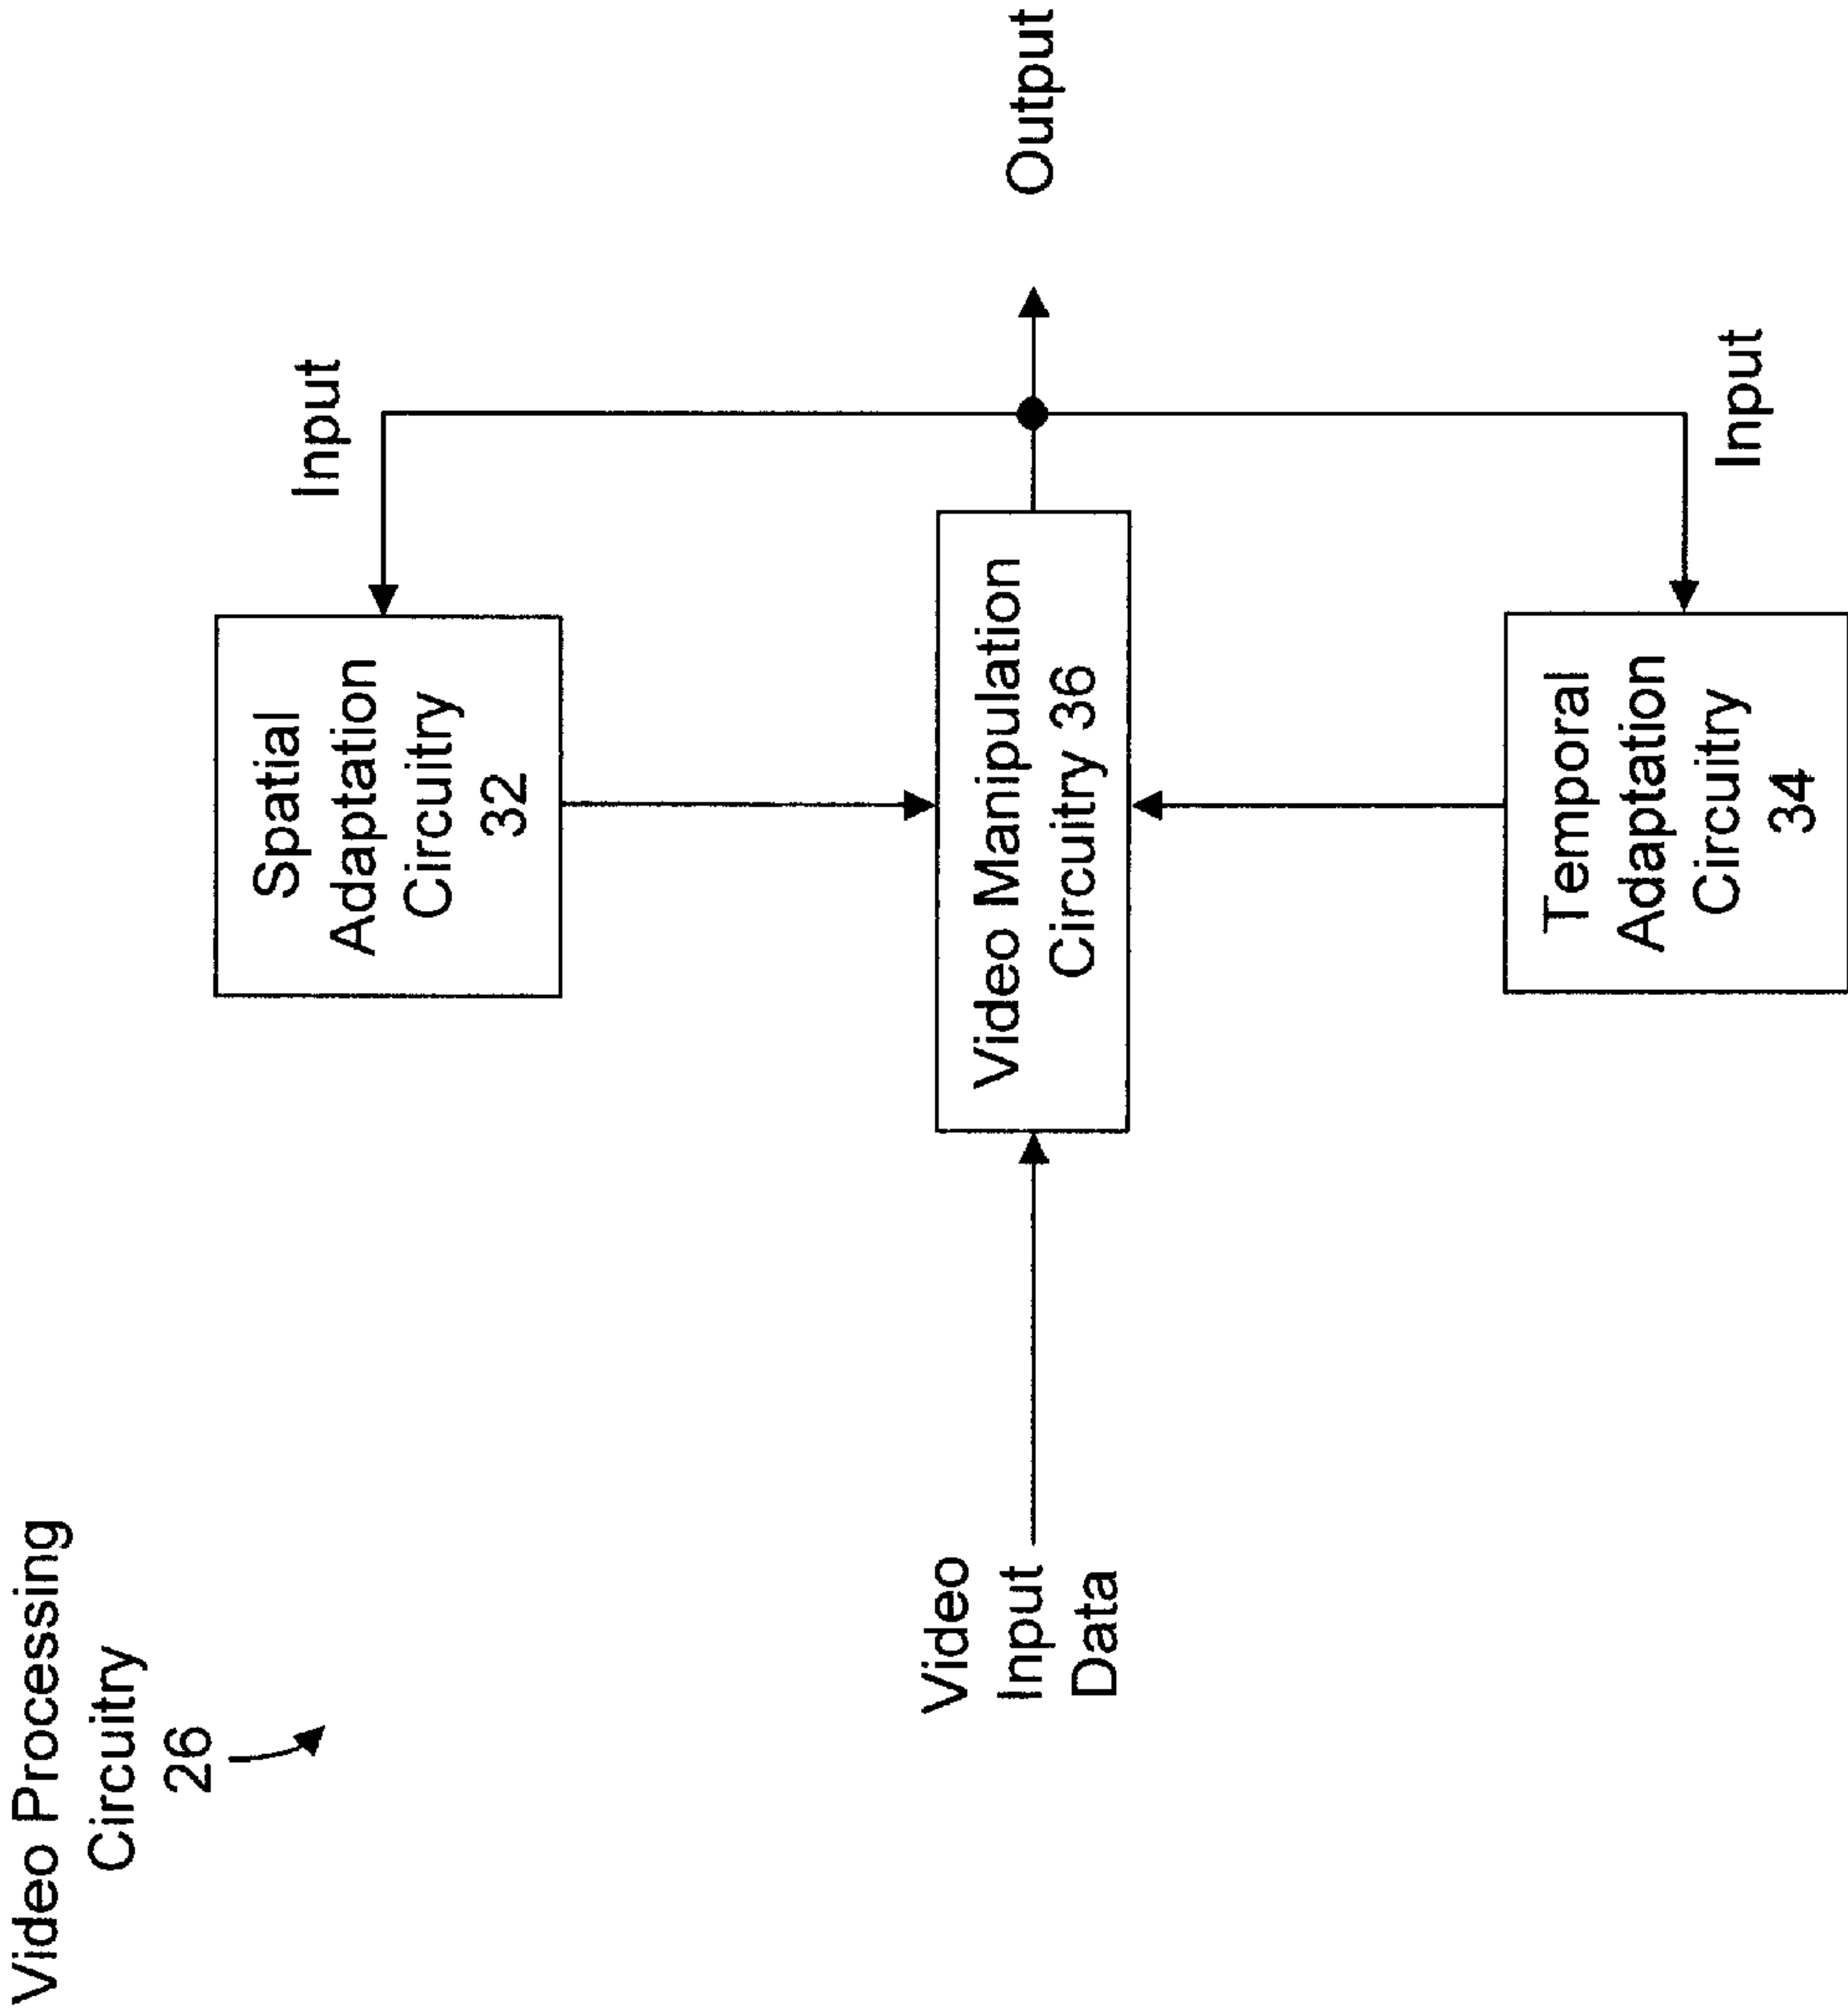 Video Processing
Circuitry
26
Input
Spatial
Adaptation
Circuitry
32
Video
Input
Data
Video Manipulation
Circuitry 36
Output
Input
Temporal
Adaptation
Circuitry
34